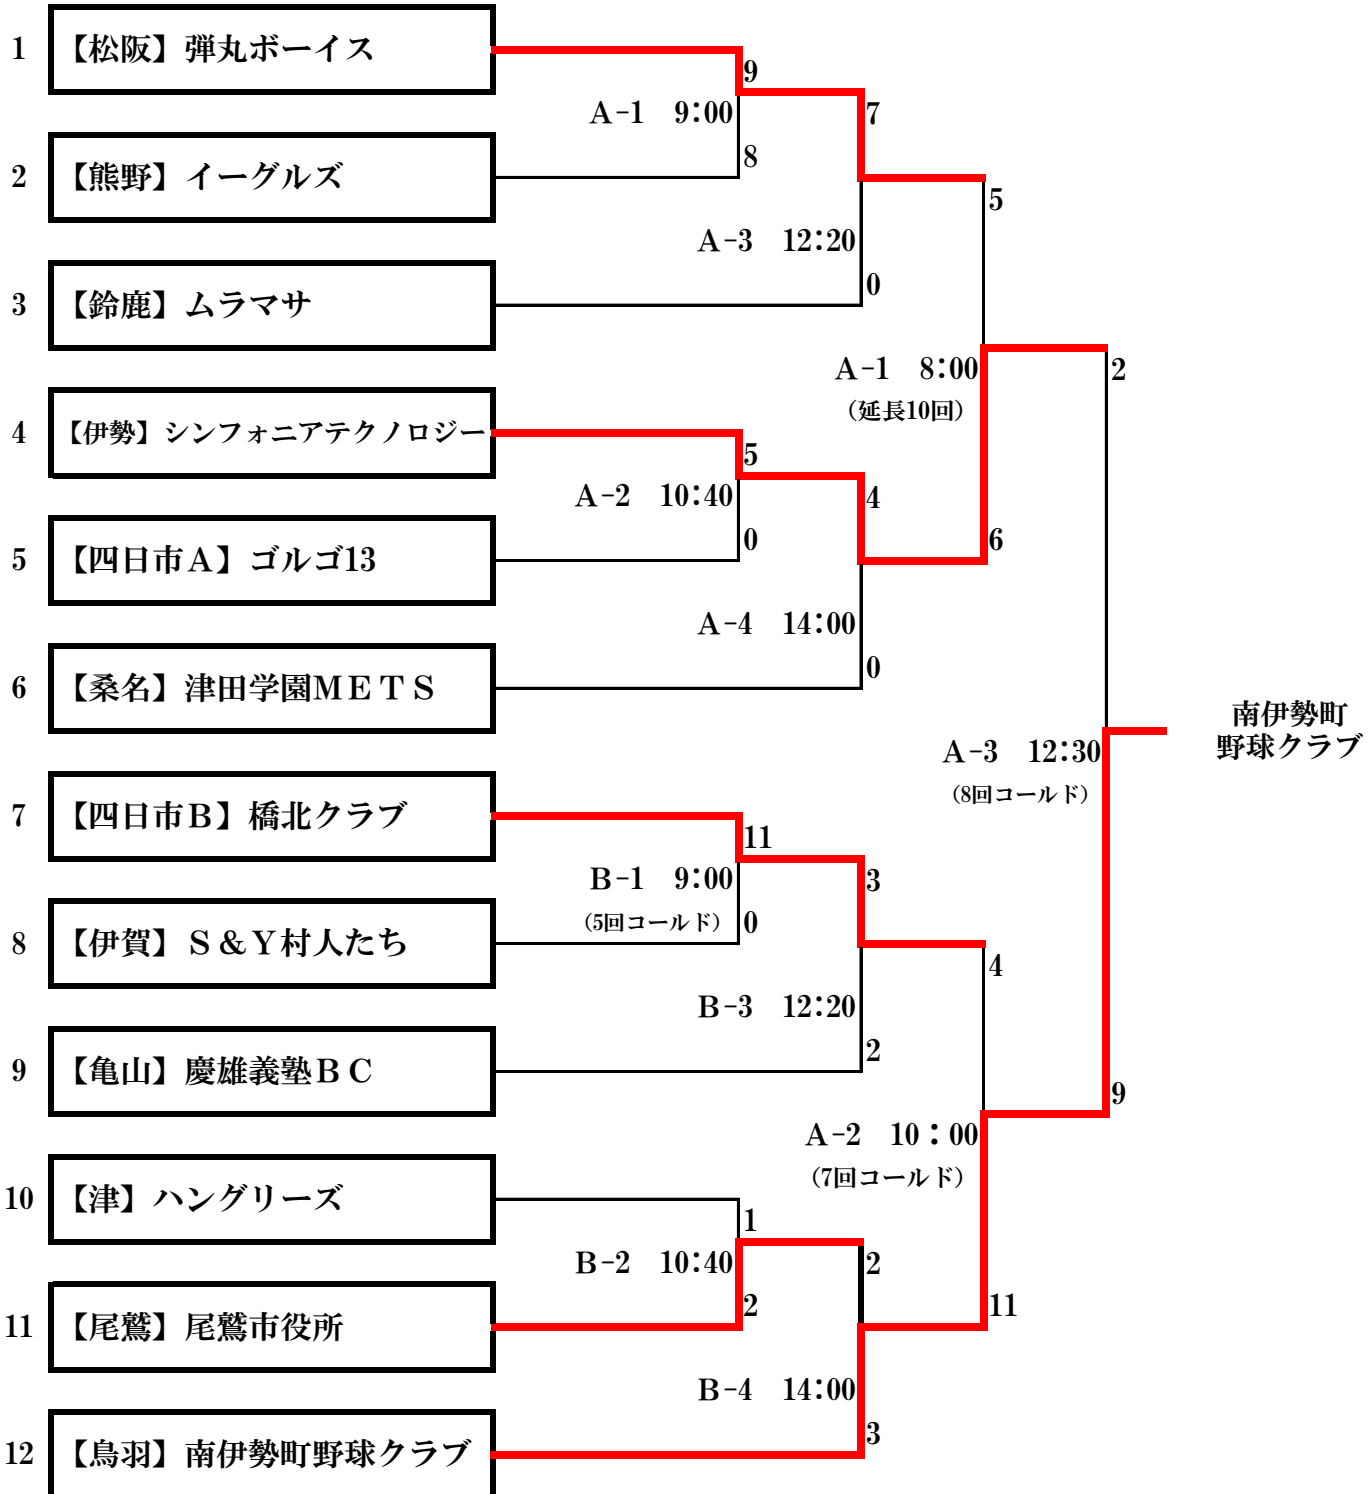 1 【松阪】弾丸ボーイス
9
A-1 9:00
7
8
2 【熊野】イーグルズ
5
A-3 12:20
0
3 【鈴鹿】ムラマサ
A-1 8:00
2
(延長10回)
4 【伊勢】シンフォニアテクノロジー
5
A-2 10:40
4
0
6
5 【四日市A】ゴルゴ13
A-4 14:00
0
6 【桑名】津田学園METS
南伊勢町
野球クラブ
A-3 12:30
(8回コールド)
7 【四日市B】橋北クラブ
11
B-1 9:00
3
(5回コールド)
0
8 【伊賀】S&Y村人たち
4
B-3 12:20
2
9 【亀山】慶雄義塾BC
9
A-2 10:00
(7回コールド)
10 【津】ハングリーズ
1
B-2 10:40
2
2
11
11 【尾鷲】尾鷲市役所
B-4 14:00
3
12 【鳥羽】南伊勢町野球クラブ